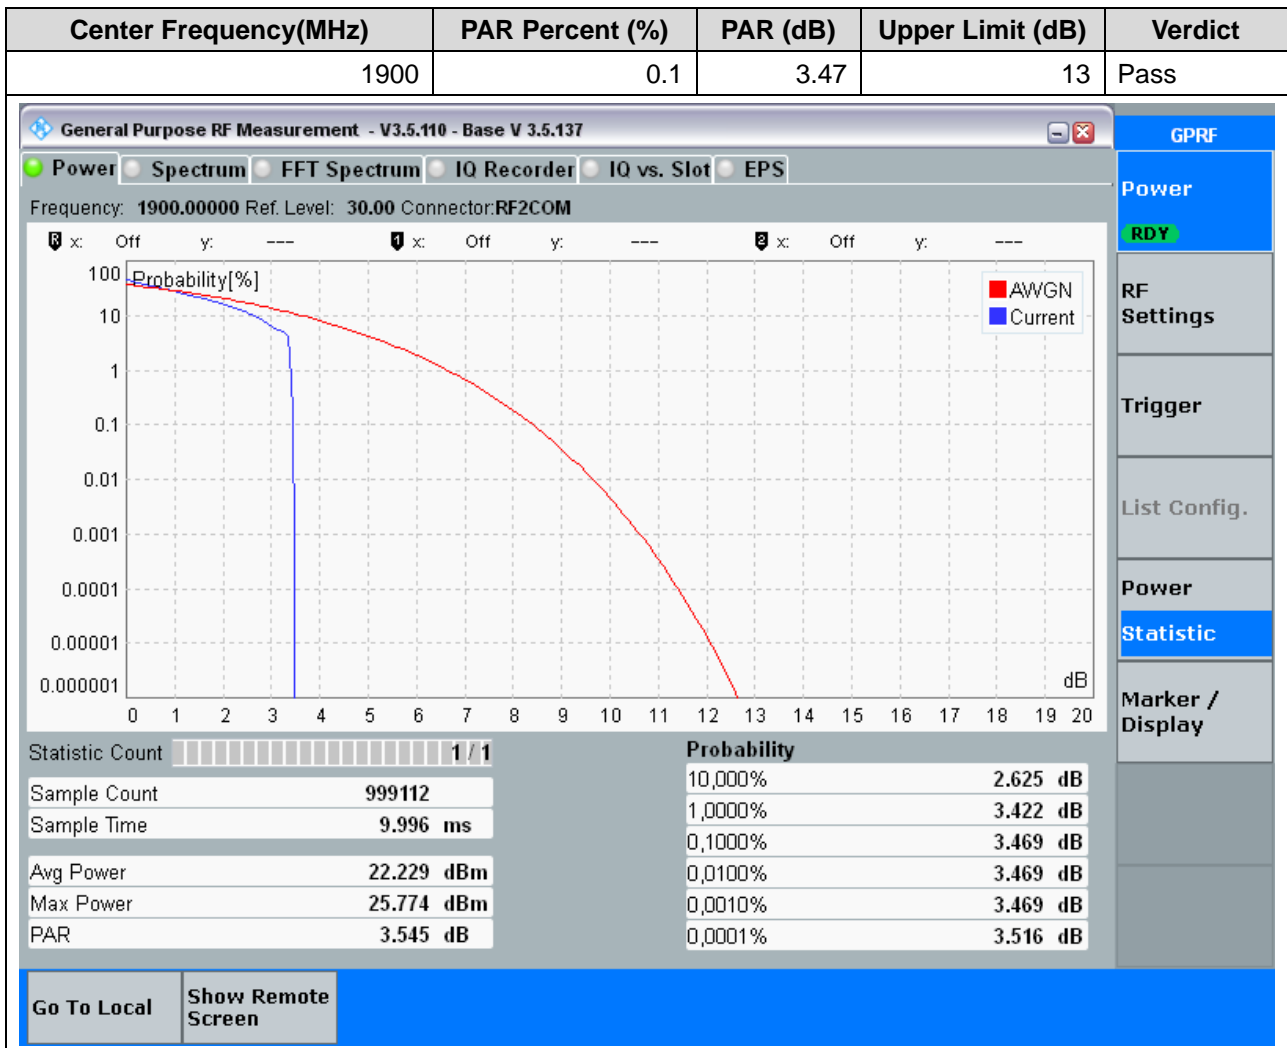 Center Frequency(MHz) PAR Percent (%) PAR (dB) Upper Limit (dB) Verdict
1900 0.1 3.47 13 Pass
General Purpose RF Measurement - V3.5.110 - Base V 3.5.137
GPRF
Power Spectrum FFT Spectrum IQ Recorder IQ vs. Slot EPS
Power
RDY
Frequency: 1900.00000 Ref. Level: 30.00 Connector:RF2COM
R x: Off y: --- 1 x: Off y: --- 2 x: Off y: ---
Probability[%]
AWGN
Current
100
10
1
0.1
0.01
0.001
0.0001
0.00001
0.000001
dB
0 1 2 3 4 5 6 7 8 9 10 11 12 13 14 15 16 17 18 19 20
RF
Settings
Trigger
List Config.
Power
Statistic
Marker /
Display
Statistic Count 1 / 1
Sample Count 999112
Sample Time 9.996 ms
Avg Power 22.229 dBm
Max Power 25.774 dBm
PAR 3.545 dB
Probability
10,000% 2.625 dB
1,0000% 3.422 dB
0,1000% 3.469 dB
0,0100% 3.469 dB
0,0010% 3.469 dB
0,0001% 3.516 dB
Go To Local
Show Remote
Screen